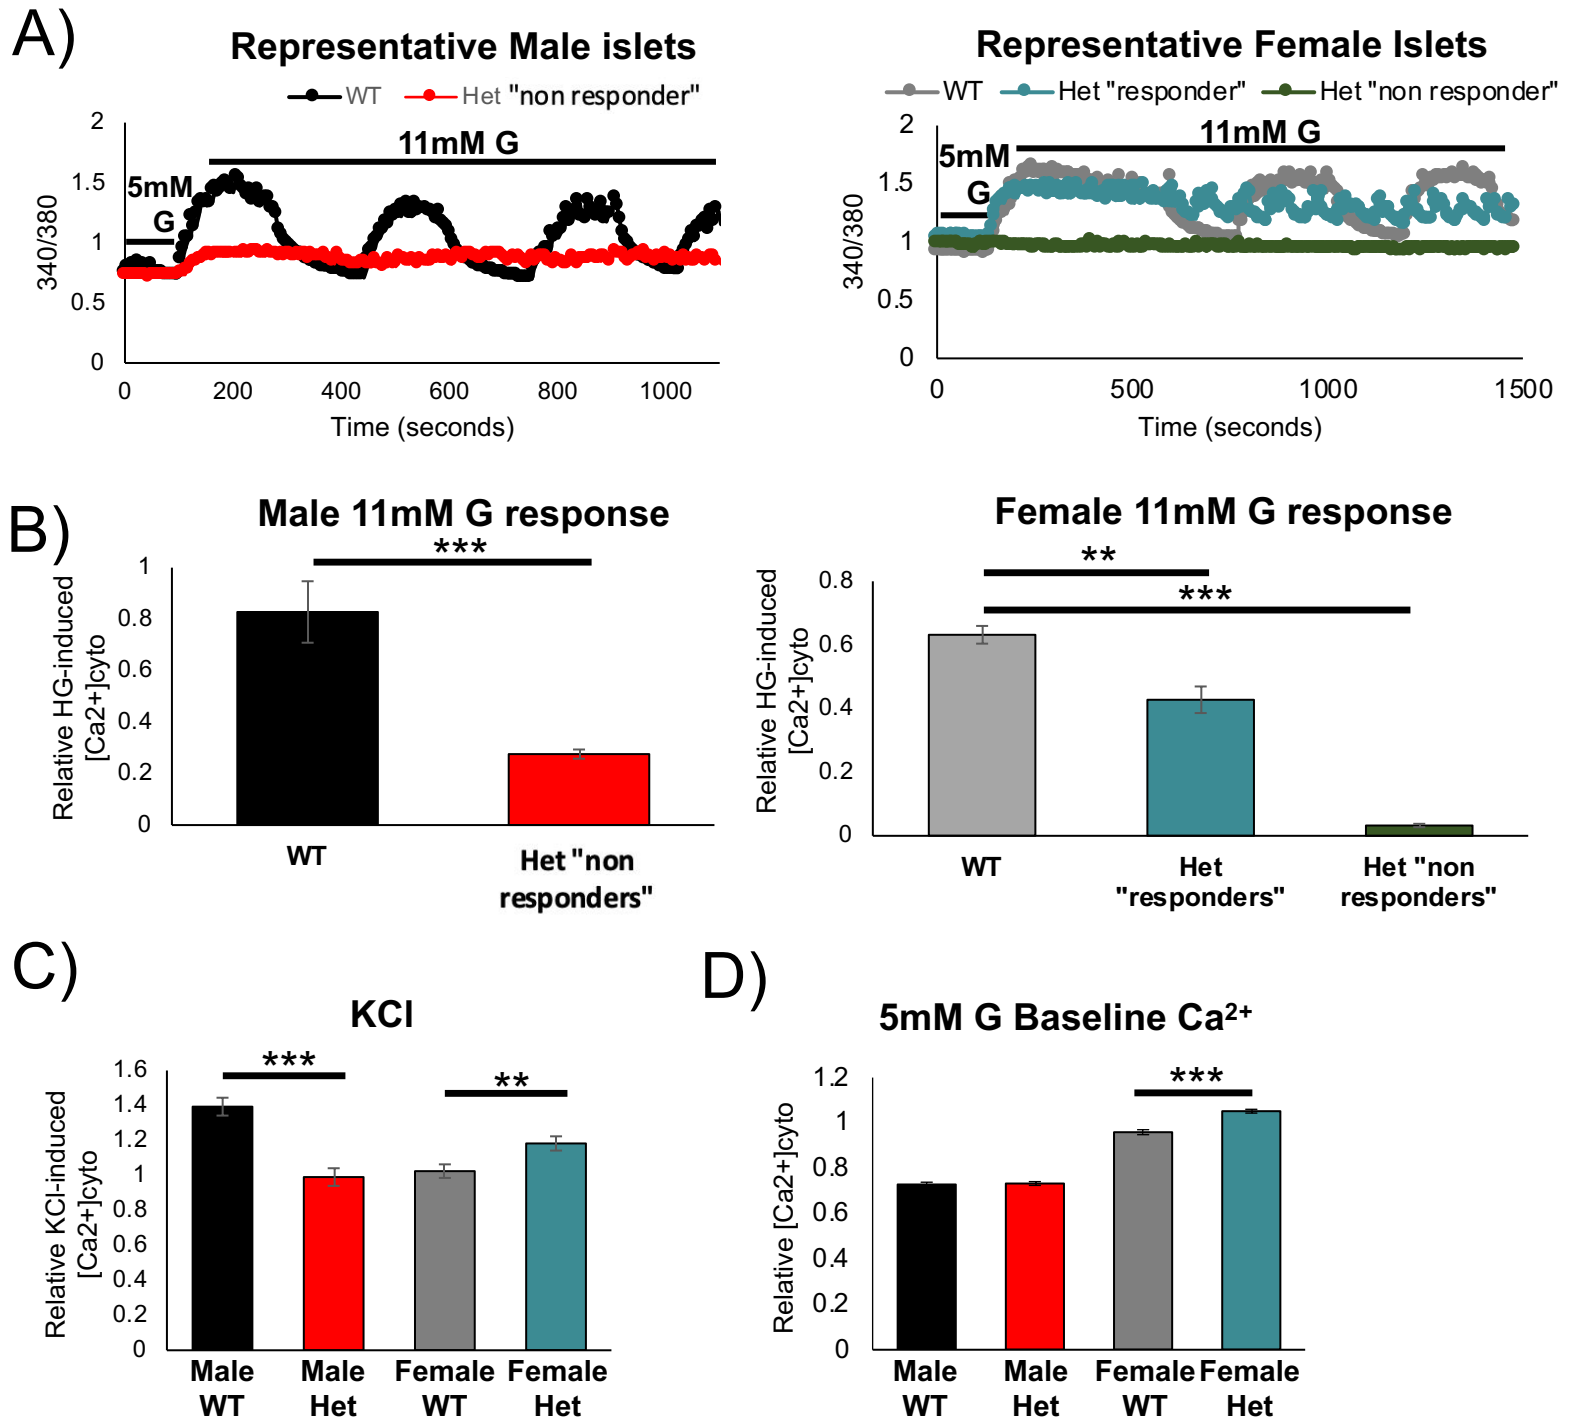 A)
Representative Male islets
WT Het "non responder"
2
1.5
1
0.5
0
340/380
5mM
G
11mM G
0 200 400 600 800 1000
Time (seconds)
Representative Female Islets
WT Het "responder" Het "non responder"
2
1.5
1
0.5
0
340/380
5mM
G
11mM G
0 500 1000 1500
Time (seconds)
B)
Male 11mM G response
***
1
0.8
0.6
0.4
0.2
0
Relative HG-induced
[Ca2+]cyto
WT
Het "non
responders"
Female 11mM G response
**
***
0.8
0.6
0.4
0.2
0
Relative HG-induced
[Ca2+]cyto
WT
Het
"responders"
Het "non
responders"
C)
KCl
***
**
1.6
1.4
1.2
1
0.8
0.6
0.4
0.2
0
Relative KCl-induced
[Ca2+]cyto
Male
WT
Male
Het
Female
WT
Female
Het
D)
5mM G Baseline Ca²⁺
***
1.2
1
0.8
0.6
0.4
0.2
0
Relative [Ca2+]cyto
Male
WT
Male
Het
Female
WT
Female
Het